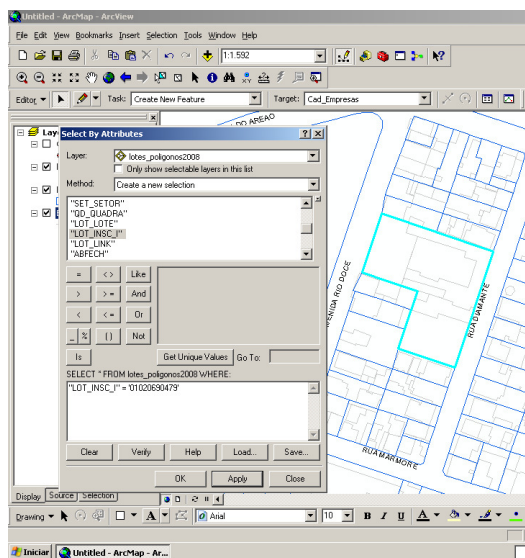 Untitled - ArcMap - ArcView
File Edit View Bookmarks Insert Selection Tools Window Help
1:1.592
Editor Task: Create New Feature Target: Cad_Empresas
Lay
Select By Attributes
Layer: lotes_poligonos2008
Only show selectable layers in this list
Method: Create a new selection
"SET_SETOR"
"QD_QUADRA"
"LOT_LOTE"
"LOT_INSC_I"
"LOT_LINK"
"ABFECH"
= < > Like
> > = And
< < = Or
_ % ( ) Not
Is Get Unique Values Go To:
SELECT * FROM lotes_poligonos2008 WHERE:
"LOT_INSC_I" = '01020690479'
Clear Verify Help Load... Save...
OK Apply Close
DO AREAO
ENIDA RIO DOCE
RUA DIAMANTE
RUA MARMORE
Display Source Selection
Drawing A Arial 10 B I U A
Iniciar Untitled - ArcMap - Ar...